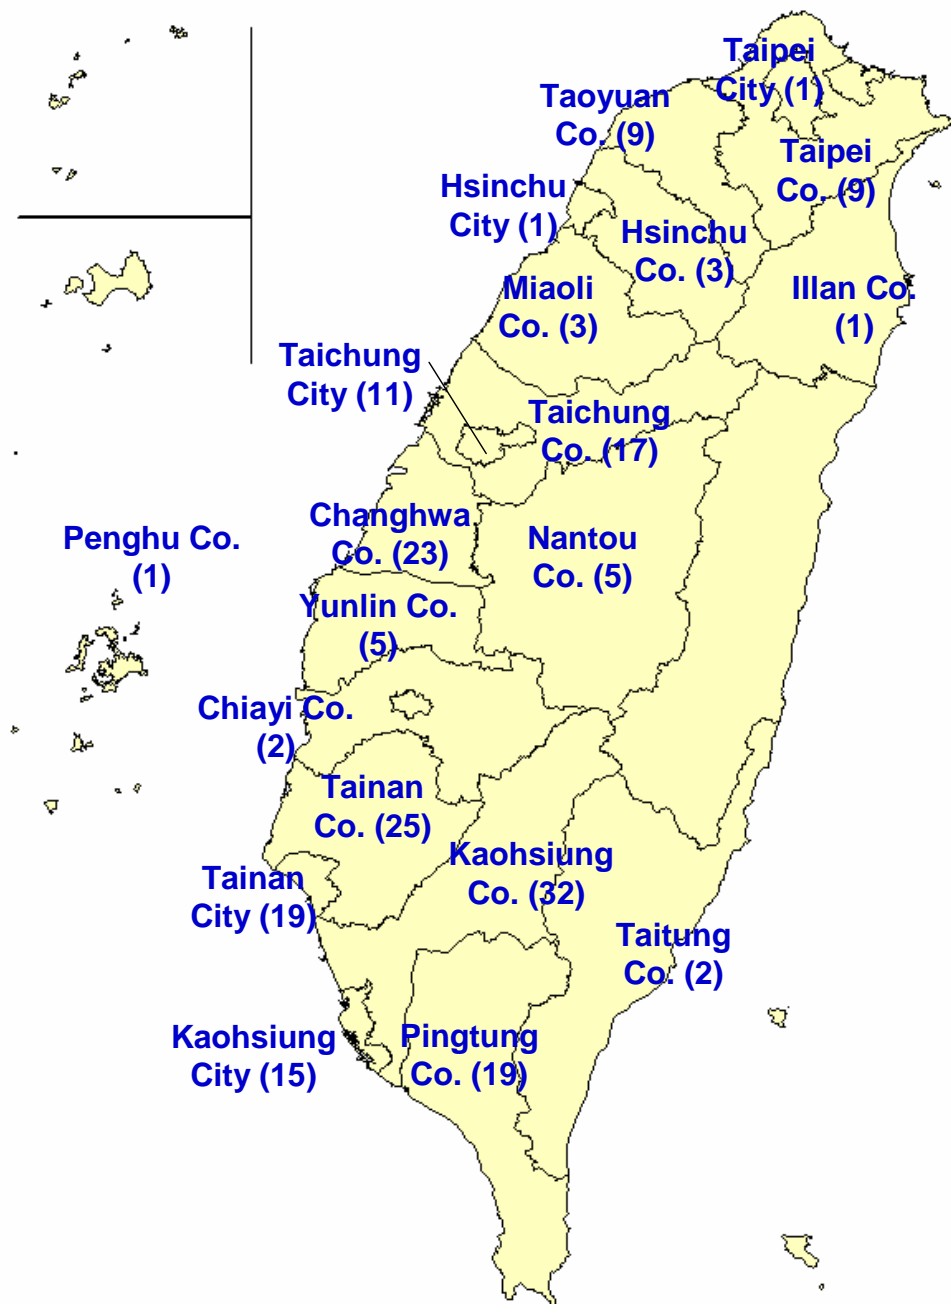 Taipei
City (1)
Taoyuan
Co. (9)
Taipei
Co. (9)
Hsinchu
City (1)
Hsinchu
Co. (3)
Miaoli
Co. (3)
Illan Co.
(1)
Taichung
City (11)
Taichung
Co. (17)
Changhwa
Co. (23)
Penghu Co.
(1)
Nantou
Co. (5)
Yunlin Co.
(5)
Chiayi Co.
(2)
Tainan
Co. (25)
Kaohsiung
Co. (32)
Tainan
City (19)
Taitung
Co. (2)
Kaohsiung
City (15)
Pingtung
Co. (19)